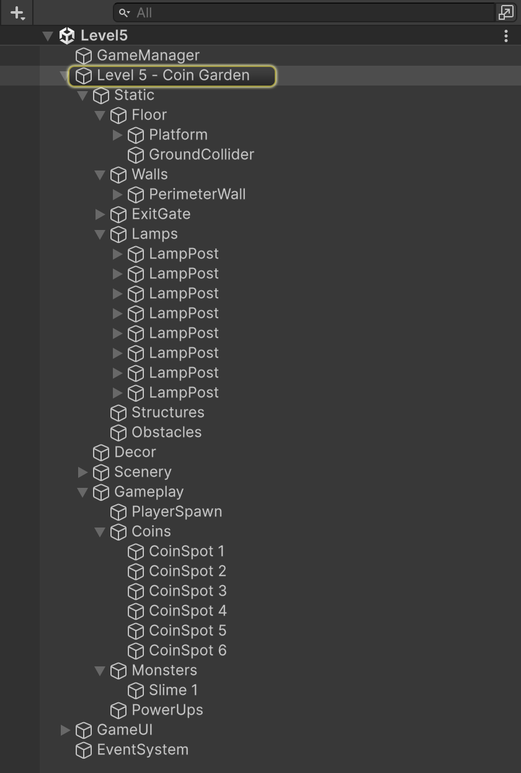 All
Level5
GameManager
Level 5 - Coin Garden
Static
Floor
Platform
GroundCollider
Walls
PerimeterWall
ExitGate
Lamps
LampPost
LampPost
LampPost
LampPost
LampPost
LampPost
LampPost
LampPost
Structures
Obstacles
Decor
Scenery
Gameplay
PlayerSpawn
Coins
CoinSpot 1
CoinSpot 2
CoinSpot 3
CoinSpot 4
CoinSpot 5
CoinSpot 6
Monsters
Slime 1
PowerUps
GameUI
EventSystem